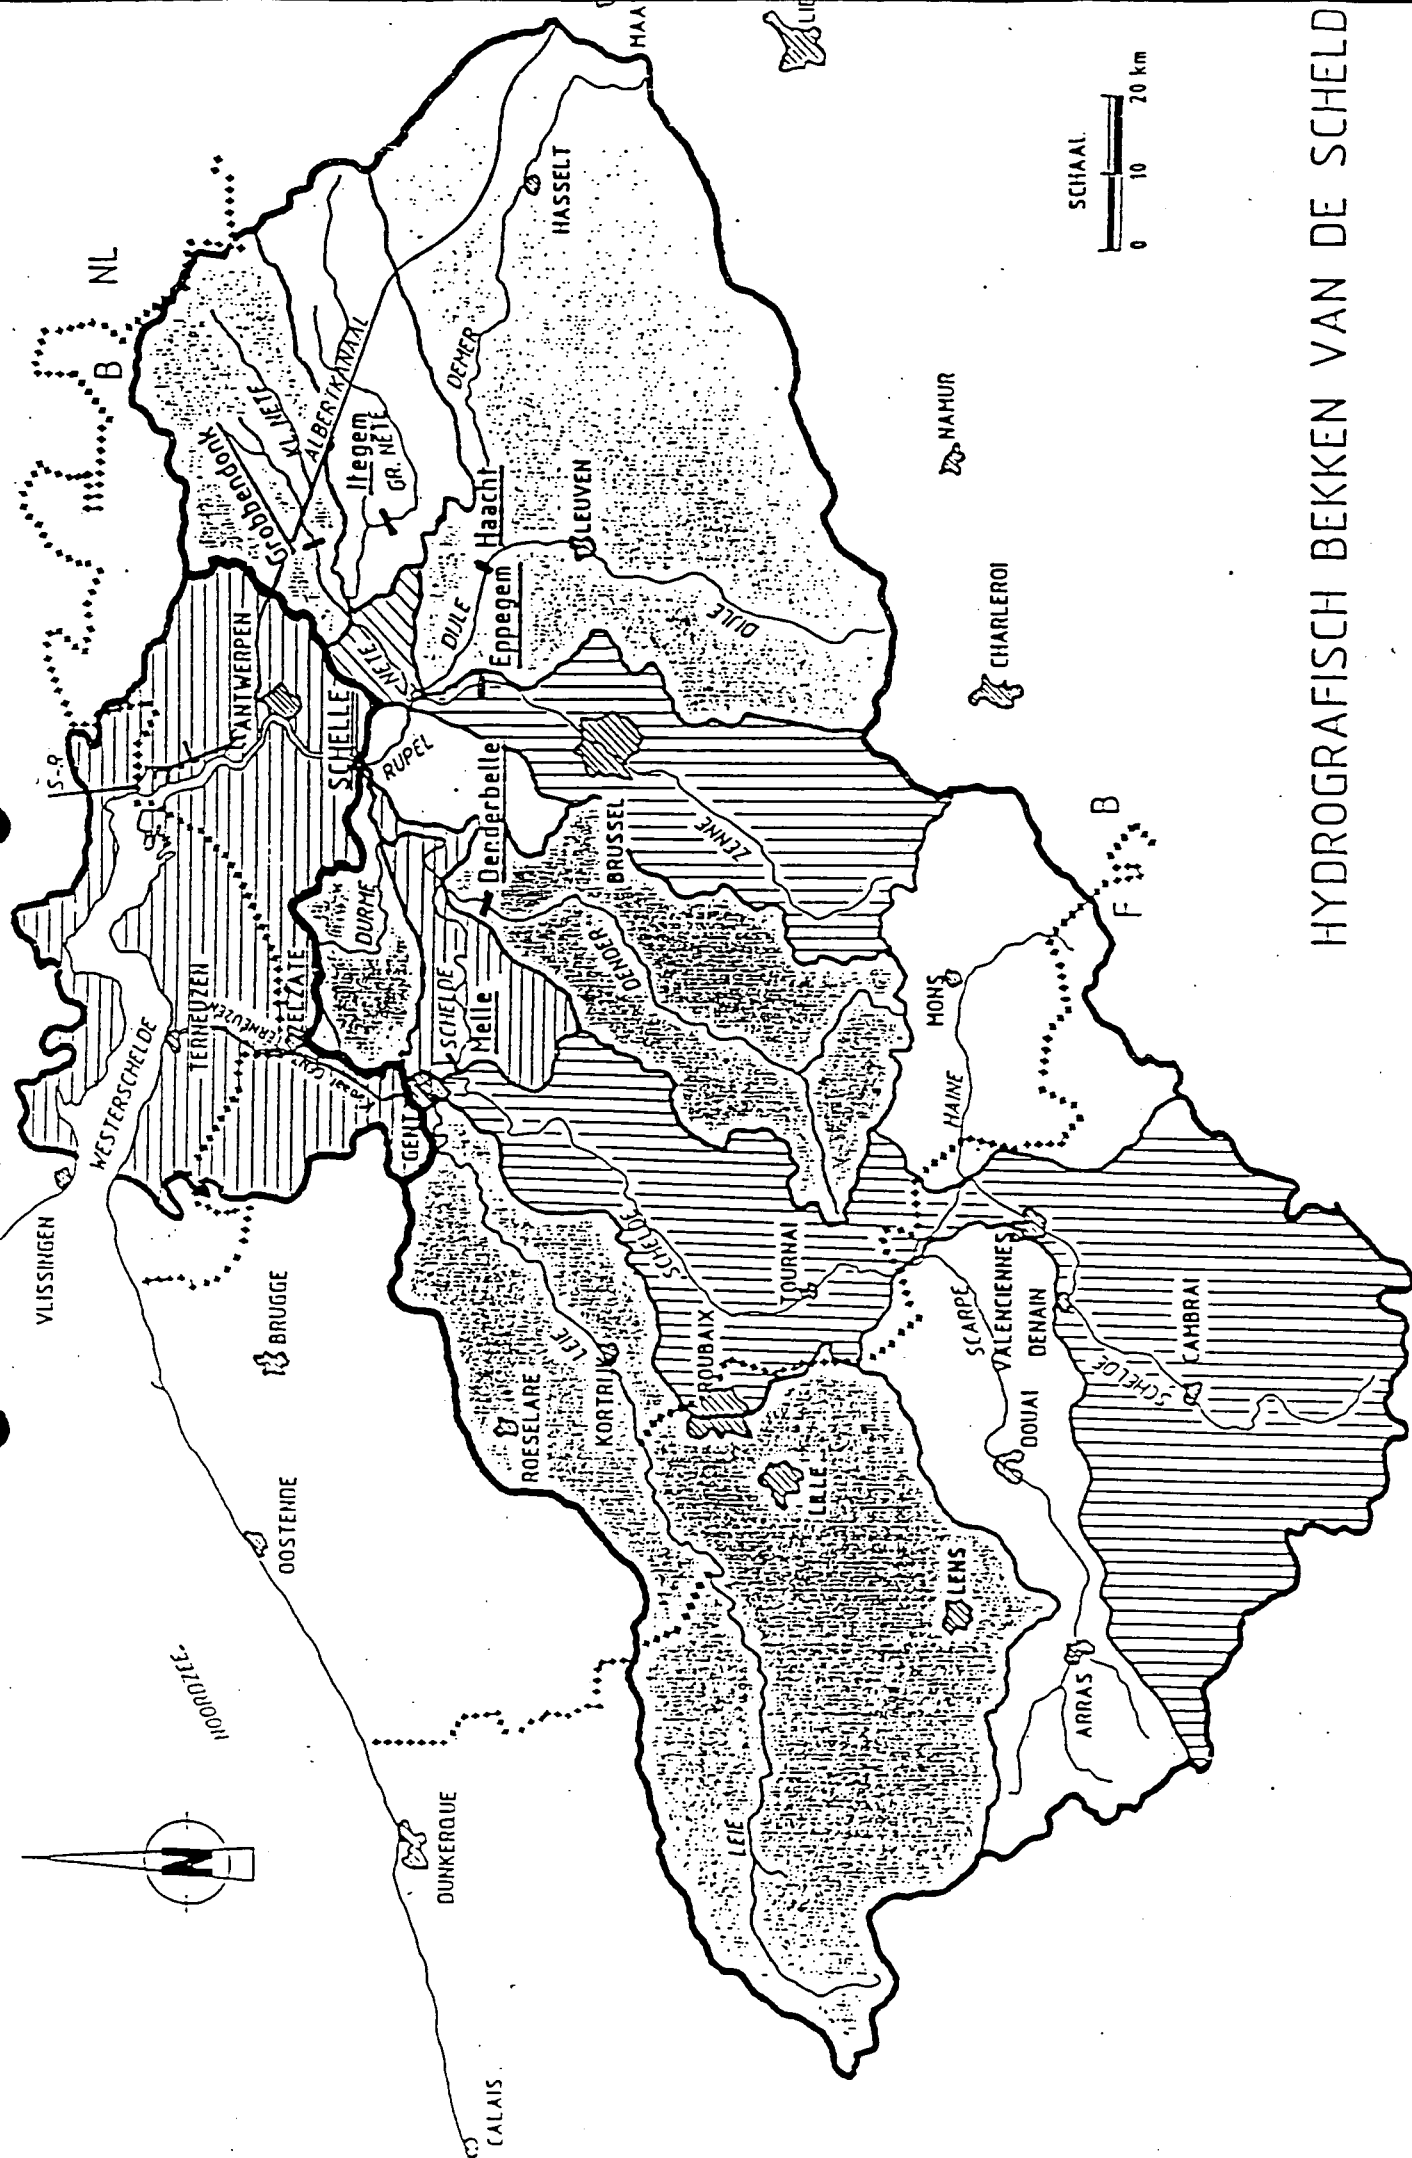 HYDROGRAFISCH BEKKEN VAN DE SCHELD
SCHAAL.
0 10 20 km
N
NOORDZEE
CALAIS
DUNKERQUE
OOSTENDE
BRUGGE
VLISSINGEN
WESTERSCHELDE
TERNEUZEN
TERNEUZEN
ZELZATE
GENT
S-R
B NL
ANTWERPEN
SCHELLE
RUPEL
NETE
DURME
SCHELDE
Melle
Denderbelle
DENDER
BRUSSEL
ZENNE
Eppegem
Haacht
DIJLE
DIJLE
LEUVEN
DEMER
HASSELT
Grobbendonk
KL. NETE
ALBERTKANAAL
Itegem
GR. NETE
HAA
NAMUR
CHARLEROI
B
F
MONS
HAINE
LEIE
LEIE
ROESELARE
KORTRIJK
SCHELDE
TOURNAI
ROUBAIX
LILLE
LENS
SCARPE
VALENCIENNES
DENAIN
DOUAI
SCHELDE
CAMBRAI
ARRAS